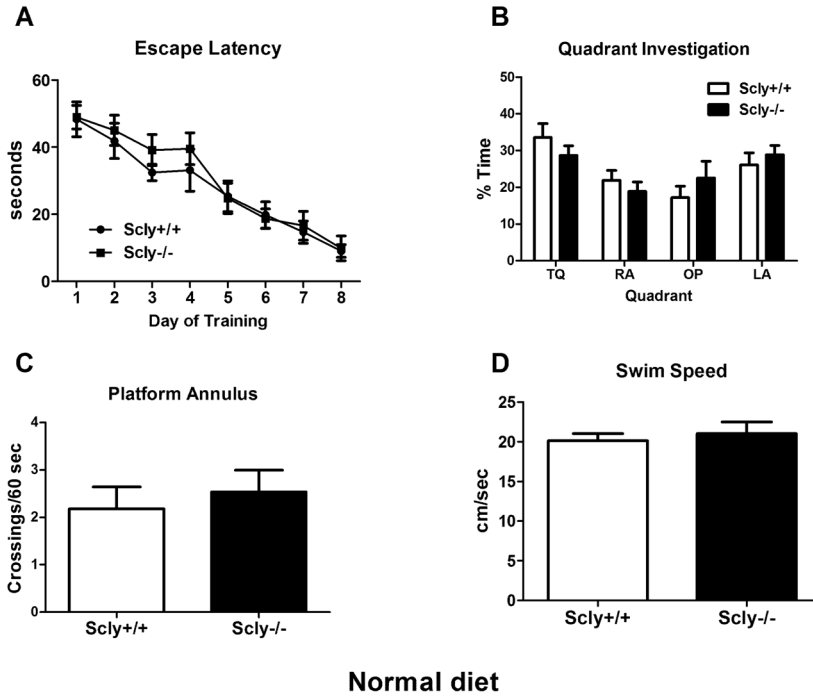 A
Escape Latency
60
40
20
0
seconds
Scly+/+
Scly-/-
1 2 3 4 5 6 7 8
Day of Training
B
Quadrant Investigation
50
40
30
20
10
0
% Time
Scly+/+
Scly-/-
TQ RA OP LA
Quadrant
C
Platform Annulus
4
3
2
1
0
Crossings/60 sec
Scly+/+ Scly-/-
D
Swim Speed
25
20
15
10
5
0
cm/sec
Scly+/+ Scly-/-
Normal diet